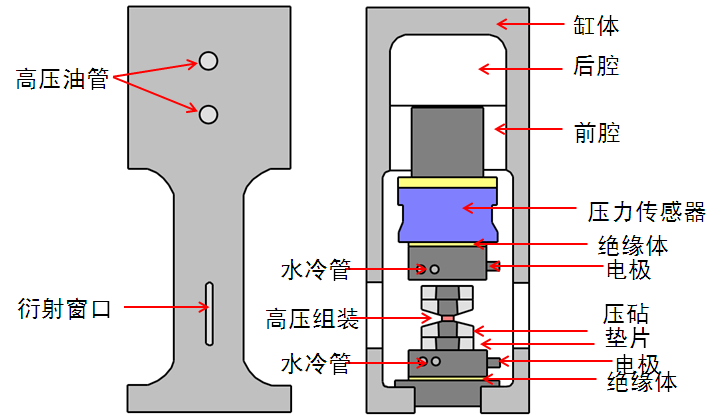 高压油管
衍射窗口
缸体
后腔
前腔
压力传感器
绝缘体
电极
水冷管
高压组装
压砧
垫片
水冷管
电极
绝缘体